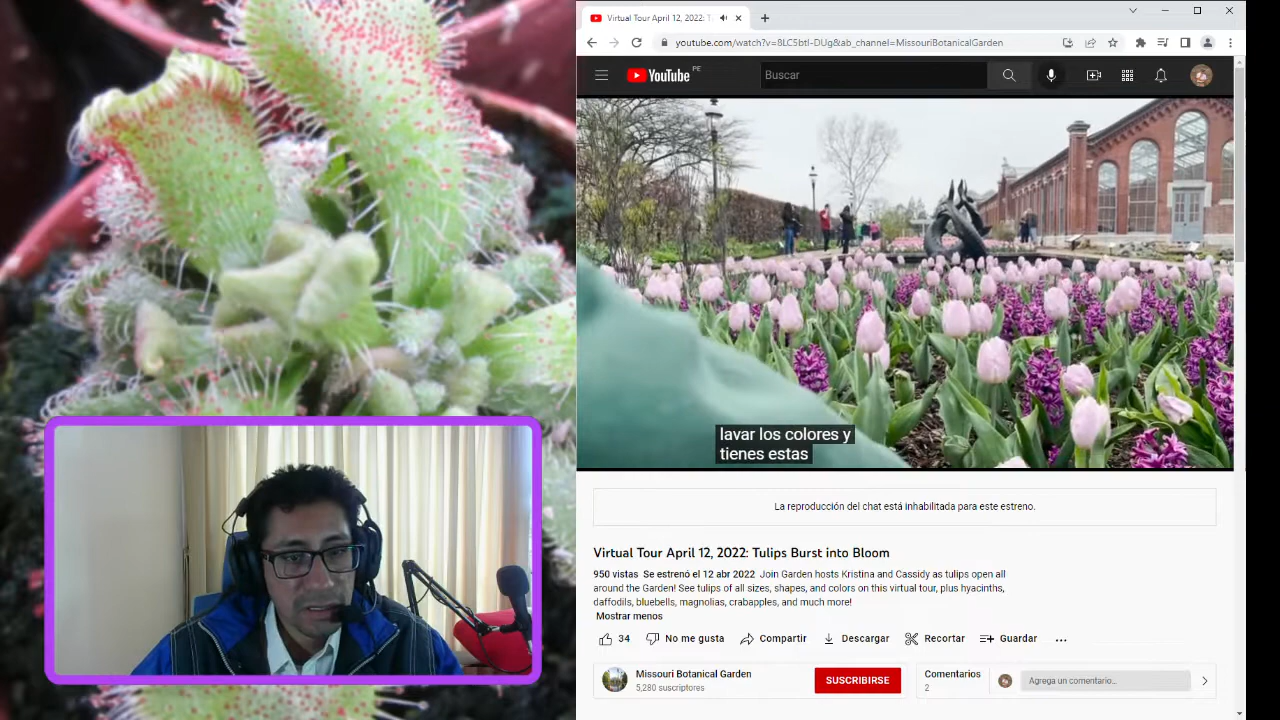 Virtual Tour April 12, 2022: T
youtube.com/watch?v=8LC5btI-DUg&ab_channel=MissouriBotanicalGarden
YouTube PE
Buscar
lavar los colores y
tienes estas
La reproducción del chat está inhabilitada para este estreno.
Virtual Tour April 12, 2022: Tulips Burst into Bloom
950 vistas Se estrenó el 12 abr 2022 Join Garden hosts Kristina and Cassidy as tulips open all
around the Garden! See tulips of all sizes, shapes, and colors on this virtual tour, plus hyacinths,
daffodils, bluebells, magnolias, crabapples, and much more!
Mostrar menos
34 No me gusta Compartir Descargar Recortar Guardar ...
Missouri Botanical Garden
5,280 suscriptores
SUSCRIBIRSE
Comentarios
2
Agrega un comentario...